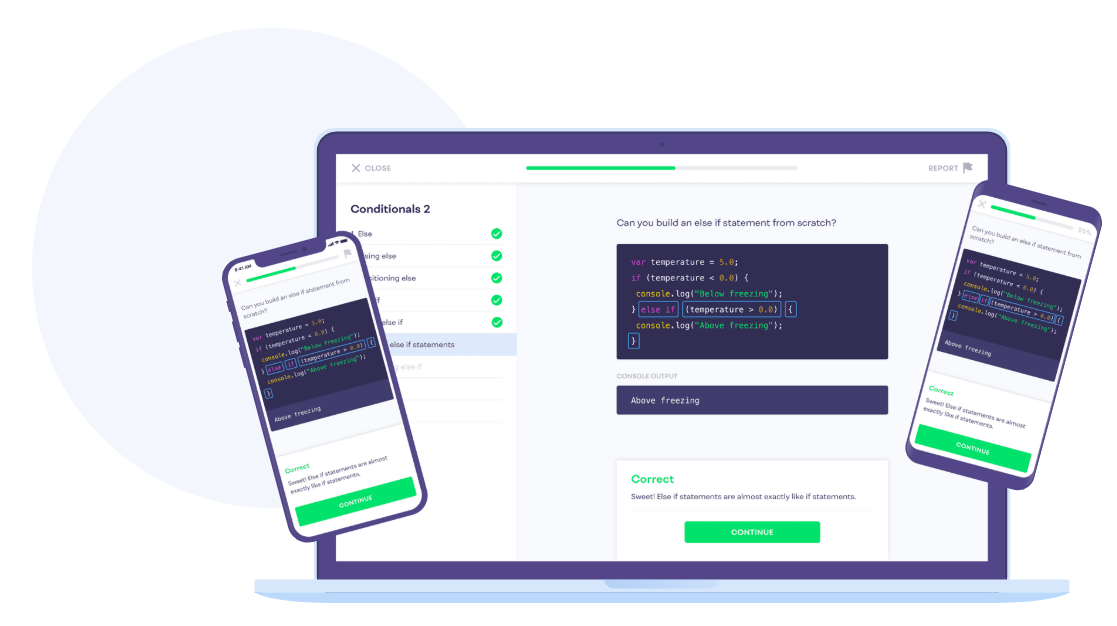 CLOSE
REPORT
Conditionals 2
Else
sing else
itioning else
f
else if
else if statements
g else if
Can you build an else if statement from scratch?
var temperature = 5.0;
if (temperature < 0.0) {
console.log("Below freezing");
} else if (temperature > 0.0) {
console.log("Above freezing");
}
CONSOLE OUTPUT
Above freezing
Correct
Sweet! Else if statements are almost exactly like if statements.
CONTINUE
9:41 AM
Can you build an else if statement from
scratch?
var temperature = 5.0;
if (temperature < 0.0) {
console.log("Below freezing");
} else if (temperature > 0.0) {
console.log("Above freezing");
}
Above freezing
Correct
Sweet! Else if statements are almost
exactly like if statements.
CONTINUE
55%
Can you build an else if statement from
scratch?
var temperature = 5.0;
if (temperature < 0.0) {
console.log("Below freezing");
} else if (temperature > 0.0) {
console.log("Above freezing");
}
Above freezing
Correct
Sweet! Else if statements are almost
exactly like if statements.
CONTINUE